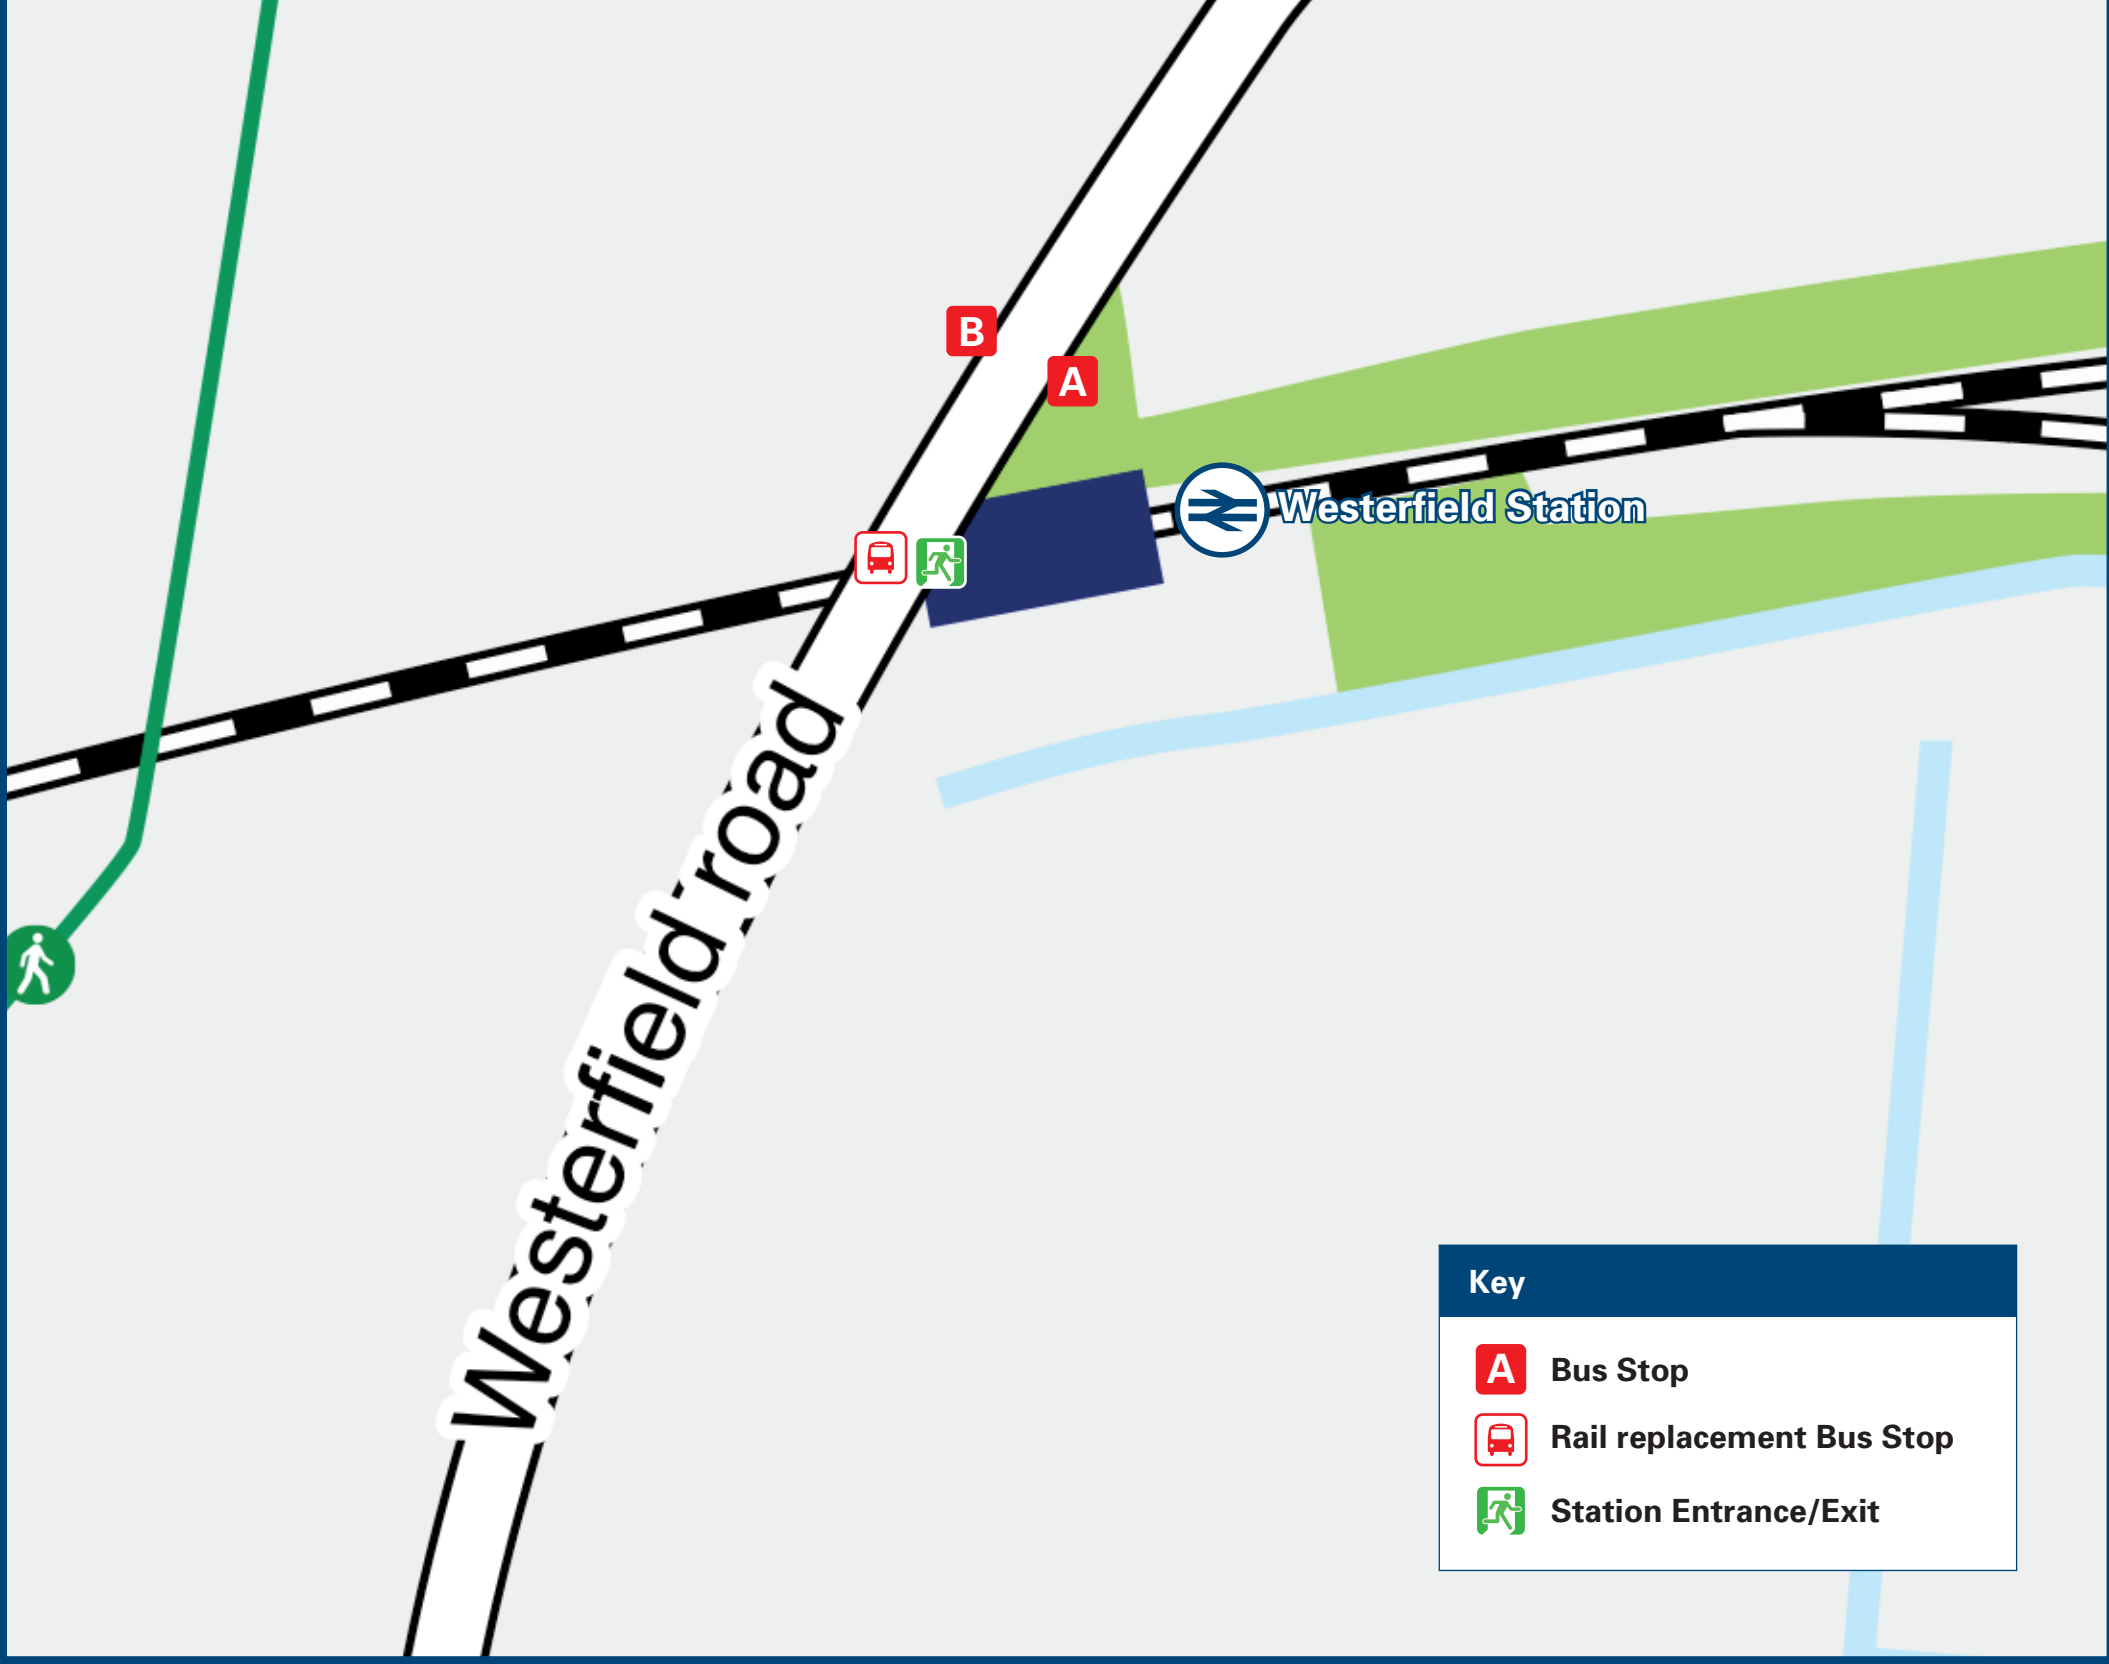 B
A
Westerfield Station
Westerfield road
Key
A Bus Stop
Rail replacement Bus Stop
Station Entrance/Exit